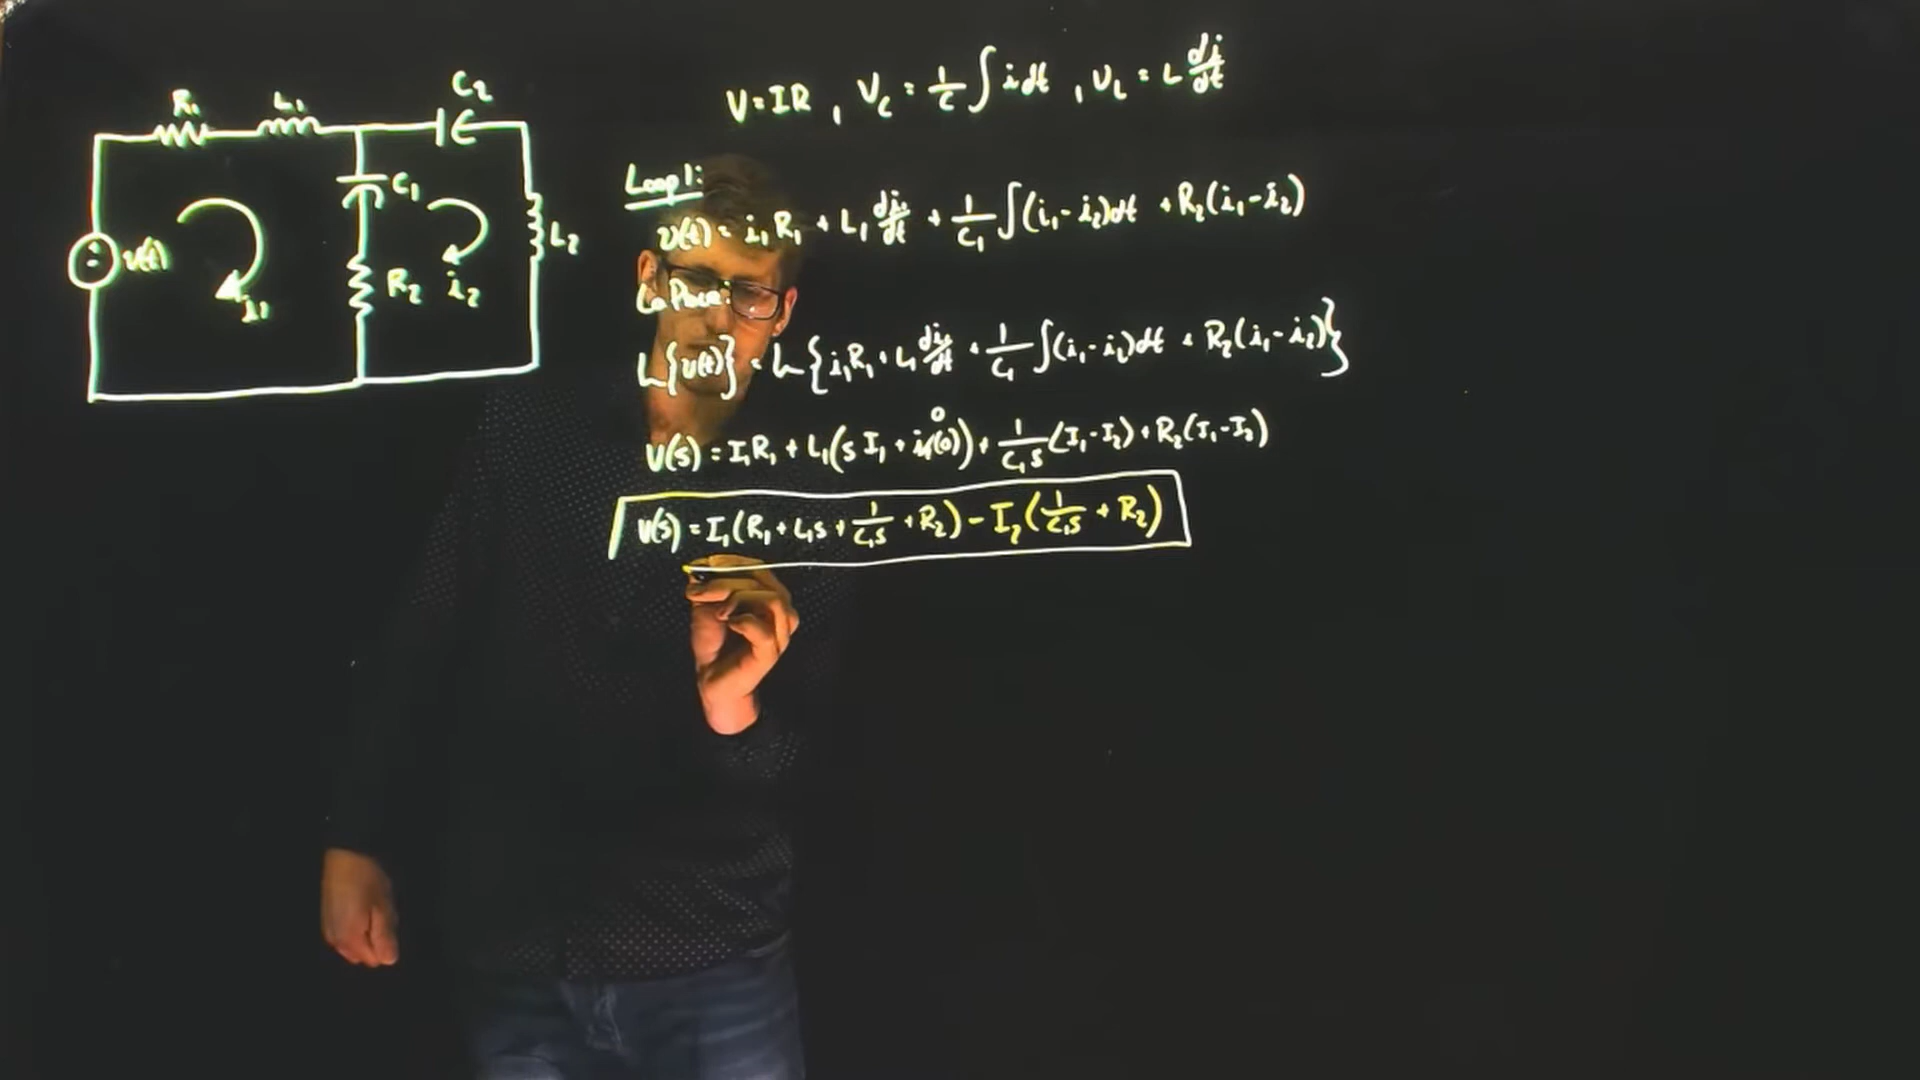 R₁ L₁ C₂
C₁
v(t) R₂ L₂
i₁ i₂
V=IR , V_C = 1/C ∫ i dt , V_L = L di/dt
Loop 1:
v(t) = i₁R₁ + L₁ di₁/dt + 1/C₁ ∫(i₁-i₂)dt + R₂(i₁-i₂)
LaPlace:
L{v(t)} = L{i₁R₁ + L₁ di₁/dt + 1/C₁ ∫(i₁-i₂)dt + R₂(i₁-i₂)}
V(s) = I₁R₁ + L₁(s I₁ + i₁(0)) + 1/C₁s (I₁-I₂) + R₂(I₁-I₂)
0
V(s) = I₁(R₁ + L₁s + 1/C₁s + R₂) - I₂(1/C₁s + R₂)